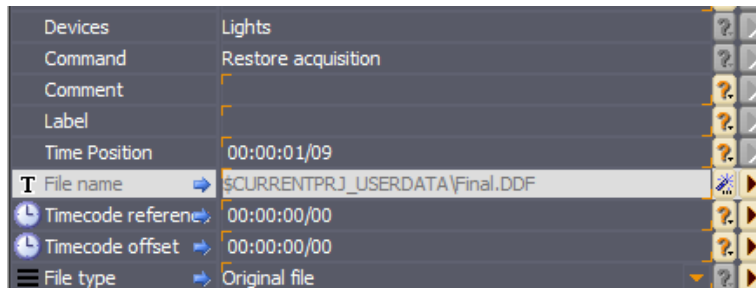 Devices Lights
Command Restore acquisition
Comment
Label
Time Position 00:00:01/09
T File name $CURRENTPRJ_USERDATA\Final.DDF
Timecode referenc 00:00:00/00
Timecode offset 00:00:00/00
File type Original file